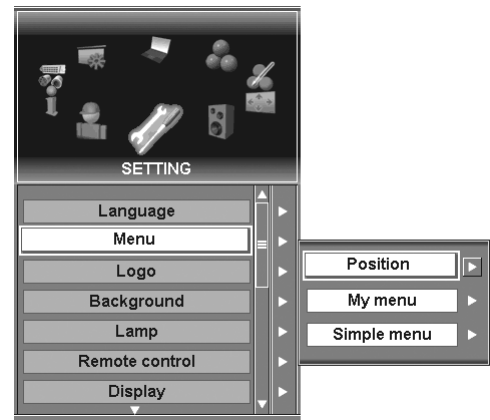 SETTING
Language
Menu
Logo
Background
Lamp
Remote control
Display
Position
My menu
Simple menu